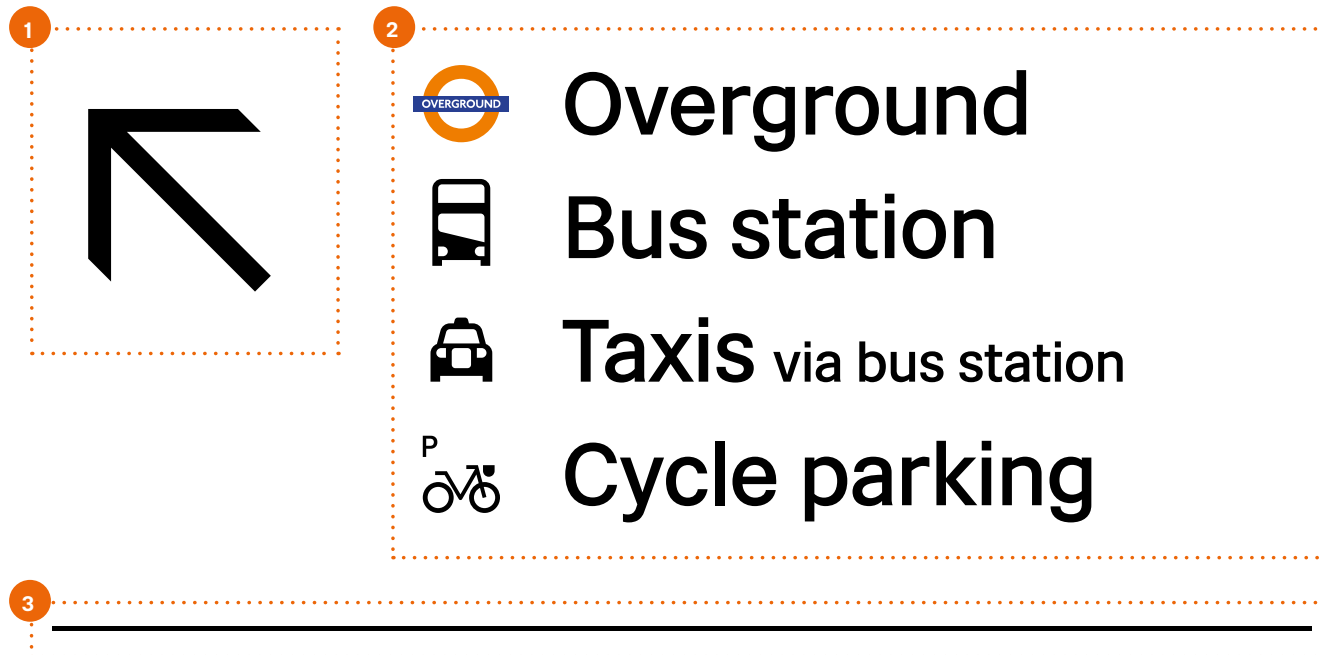 1
2
OVERGROUND Overground
Bus station
Taxis via bus station
P
Cycle parking
3